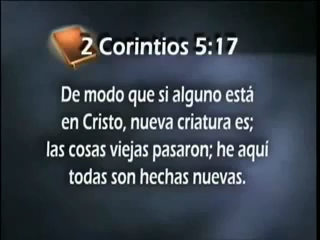 2 Corintios 5:17
De modo que si alguno está
en Cristo, nueva criatura es;
las cosas viejas pasaron; he aquí
todas son hechas nuevas.